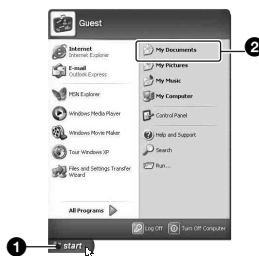 Guest
Internet
Internet Explorer
E-mail
Outlook Express
MSN Explorer
Windows Media Player
Windows Movie Maker
Tour Windows XP
Files and Settings Transfer
Wizard
All Programs
My Documents
2
My Pictures
My Music
My Computer
Control Panel
Help and Support
Search
Run...
Log Off
Turn Off Computer
1
start